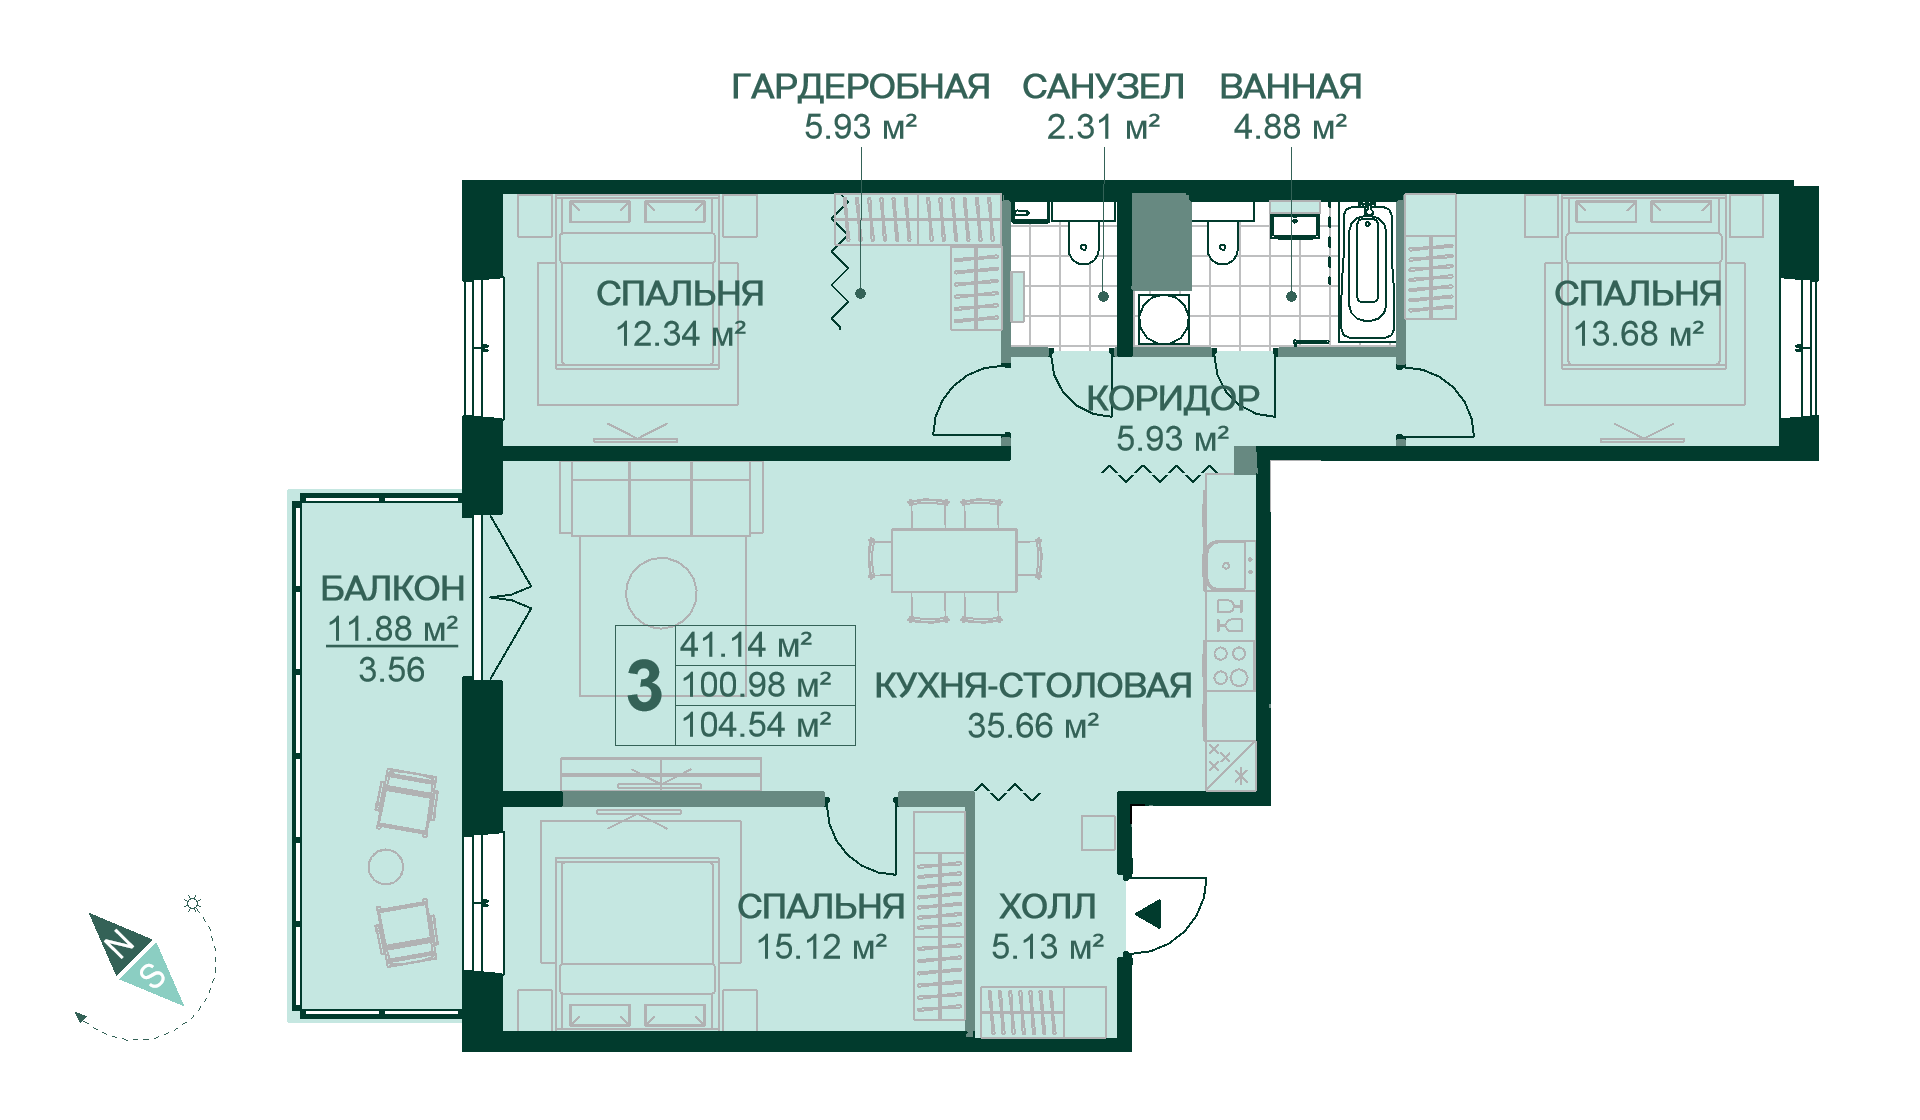 ГАРДЕРОБНАЯ
5.93 м²
САНУЗЕЛ
2.31 м²
ВАННАЯ
4.88 м²
СПАЛЬНЯ
12.34 м²
СПАЛЬНЯ
13.68 м²
КОРИДОР
5.93 м²
БАЛКОН
11.88 м²
3.56
3
41.14 м²
100.98 м²
104.54 м²
КУХНЯ-СТОЛОВАЯ
35.66 м²
СПАЛЬНЯ
15.12 м²
ХОЛЛ
5.13 м²
N
S